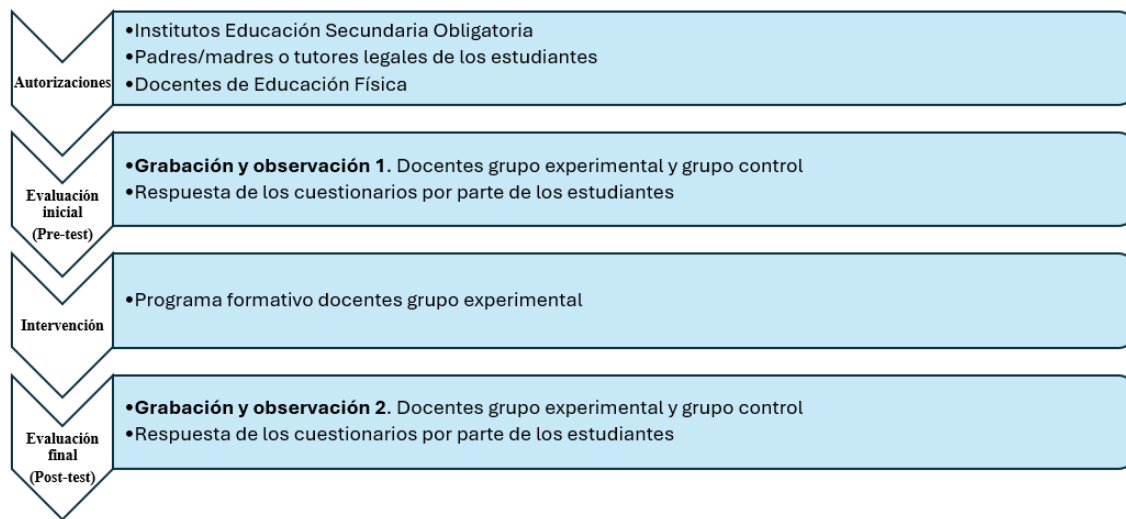 Autorizaciones
•Institutos Educación Secundaria Obligatoria
•Padres/madres o tutores legales de los estudiantes
•Docentes de Educación Física
Evaluación
inicial
(Pre-test)
•Grabación y observación 1. Docentes grupo experimental y grupo control
•Respuesta de los cuestionarios por parte de los estudiantes
Intervención
•Programa formativo docentes grupo experimental
Evaluación
final
(Post-test)
•Grabación y observación 2. Docentes grupo experimental y grupo control
•Respuesta de los cuestionarios por parte de los estudiantes